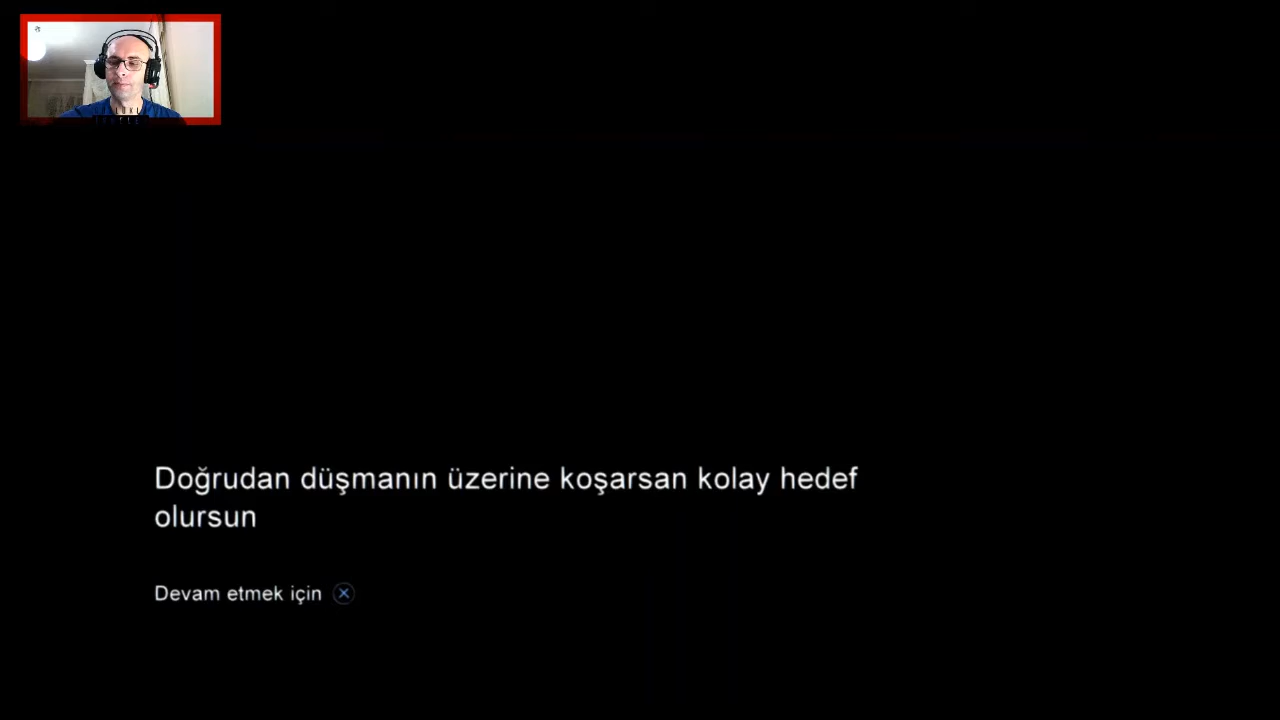 Doğrudan düşmanın üzerine koşarsan kolay hedef
olursun
Devam etmek için